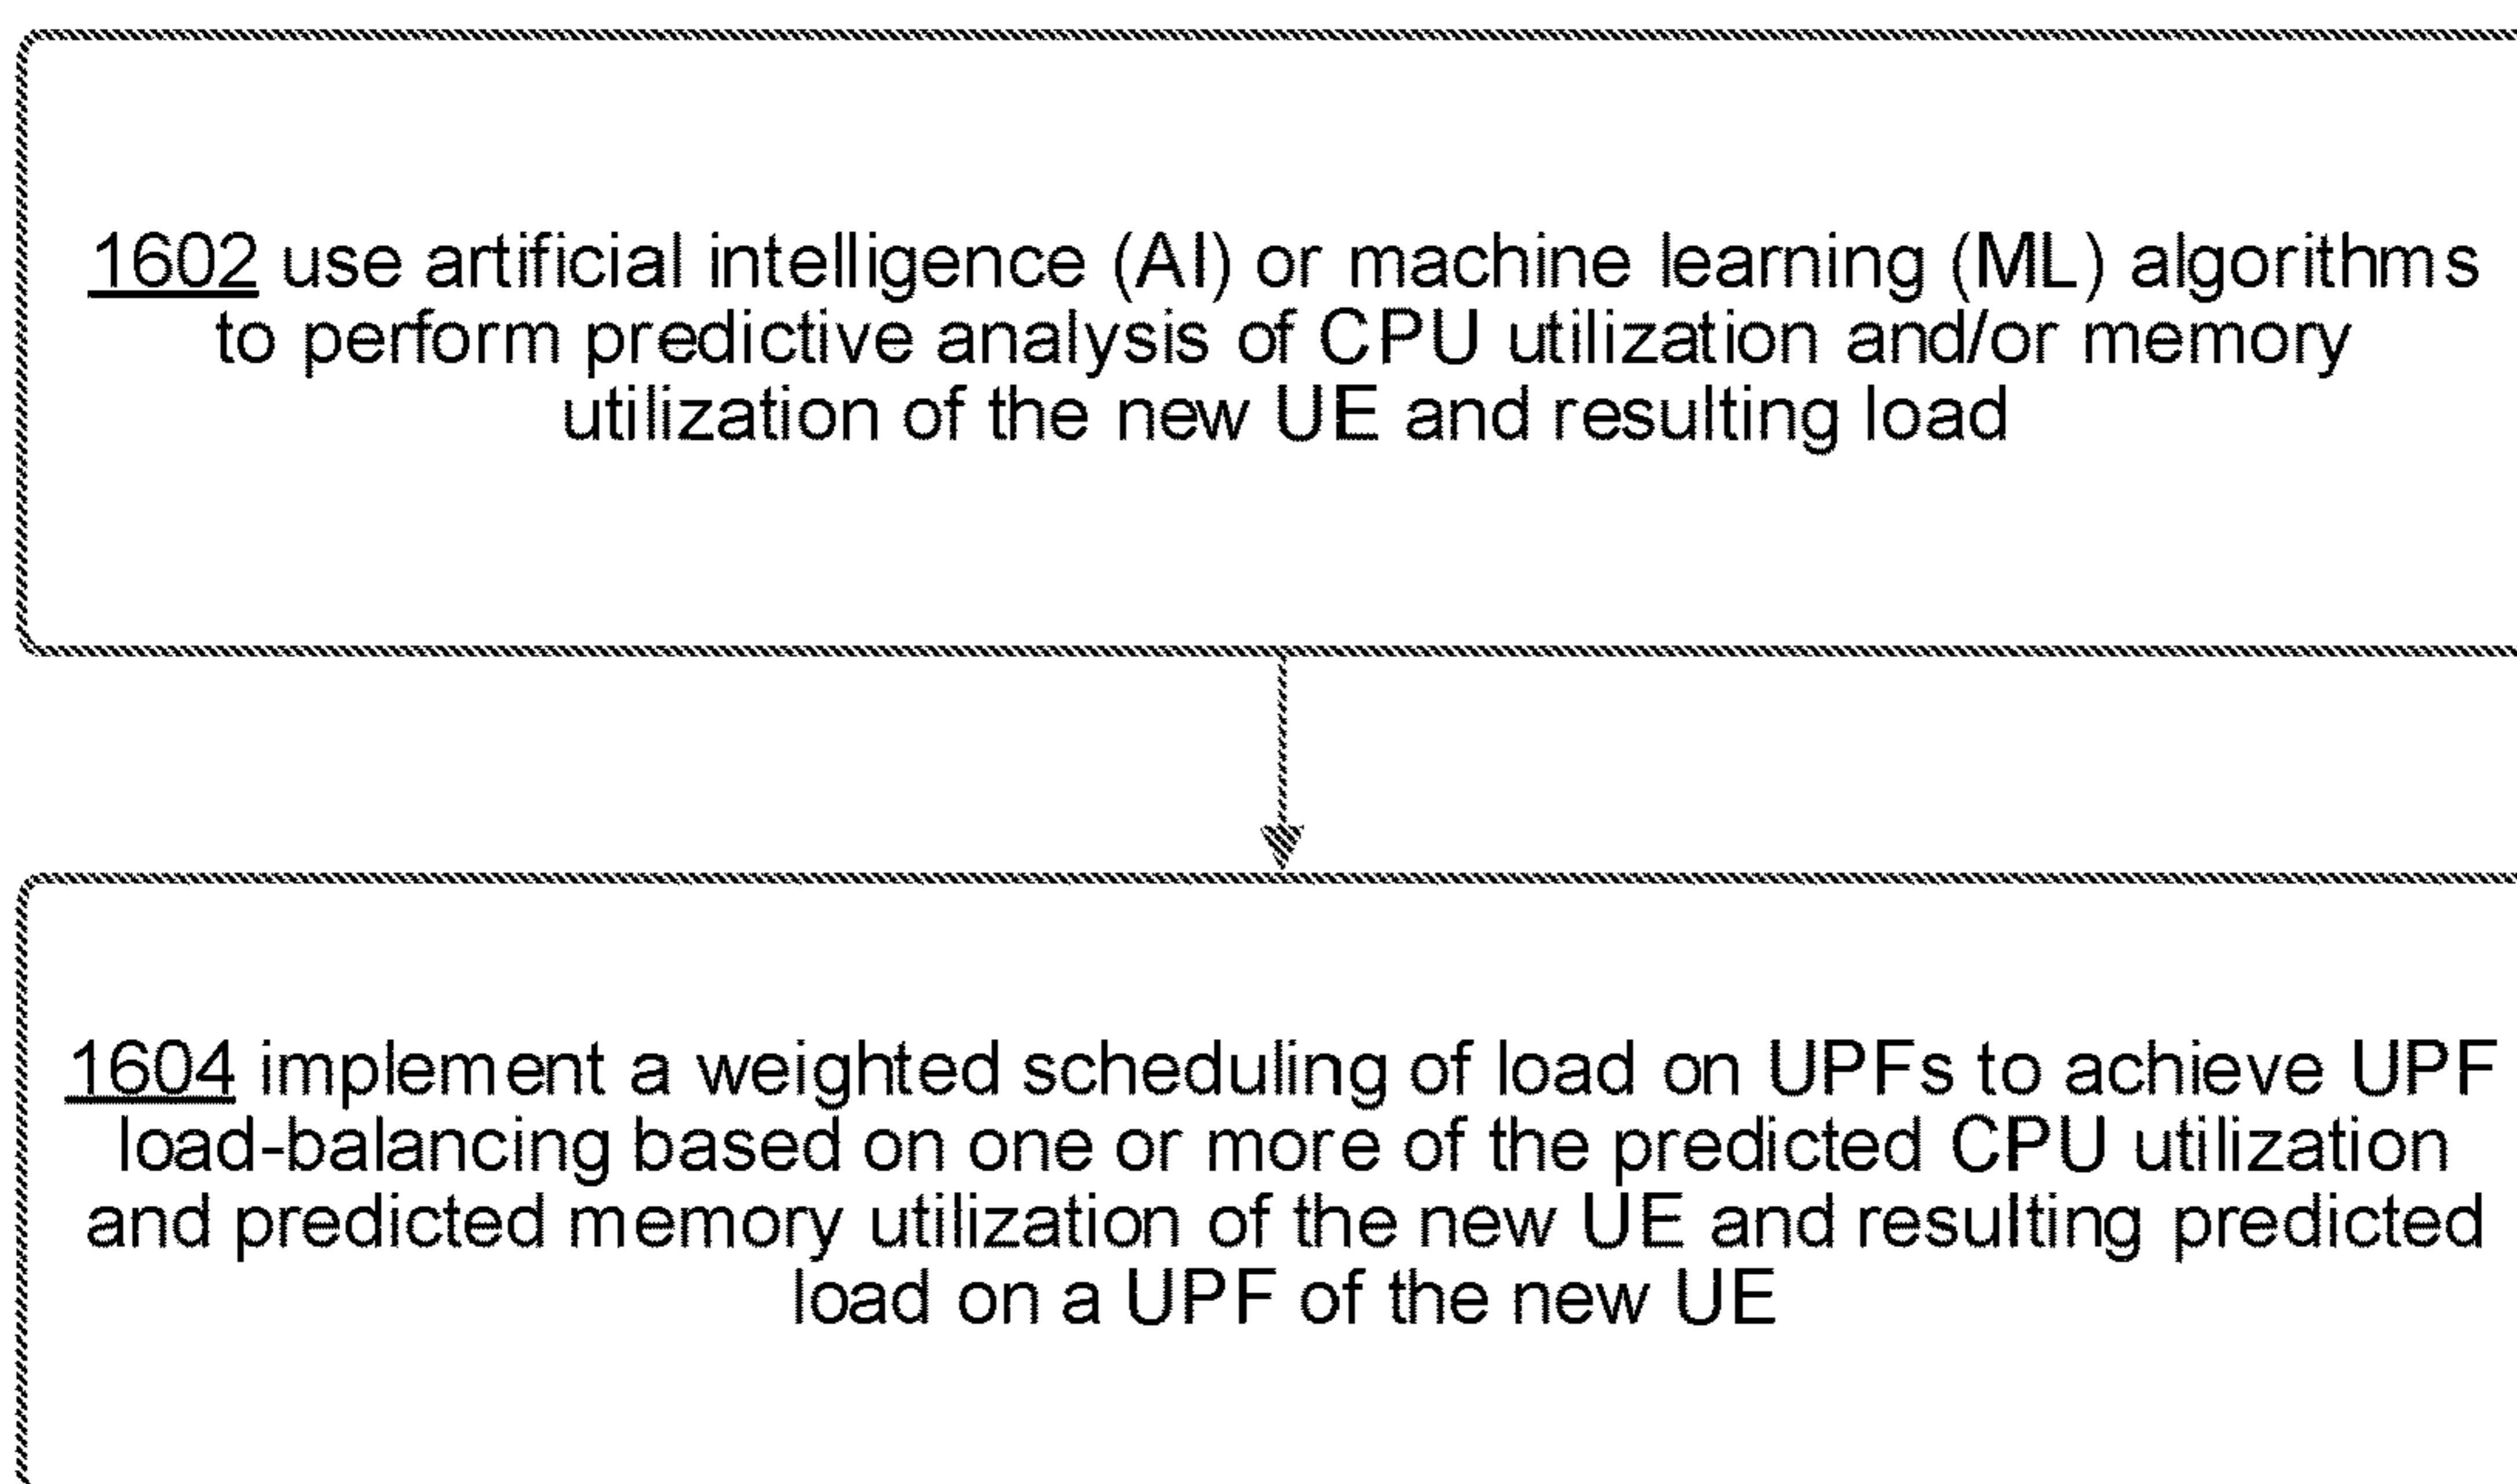 1602 use artificial intelligence (AI) or machine learning (ML) algorithms
to perform predictive analysis of CPU utilization and/or memory
utilization of the new UE and resulting load
1604 implement a weighted scheduling of load on UPFs to achieve UPF
load-balancing based on one or more of the predicted CPU utilization
and predicted memory utilization of the new UE and resulting predicted
load on a UPF of the new UE